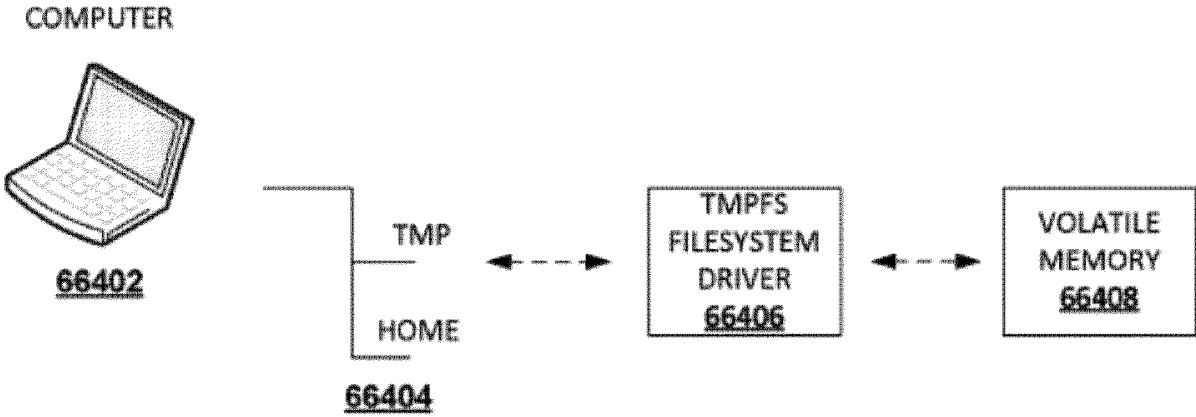 COMPUTER
66402
TMP
HOME
66404
TMPFS
FILESYSTEM
DRIVER
66406
VOLATILE
MEMORY
66408